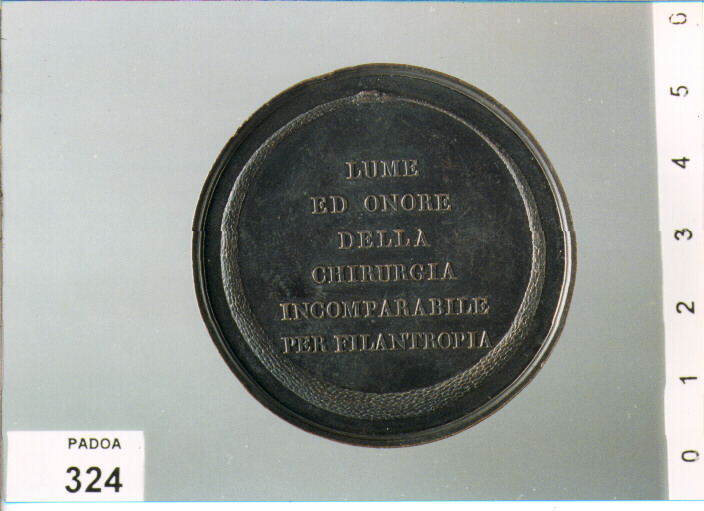 LUME
ED ONORE
DELLA
CHIRURGIA
INCOMPARABILE
PER FILANTROPIA
PADOA
324
6
5
4
3
2
1
0